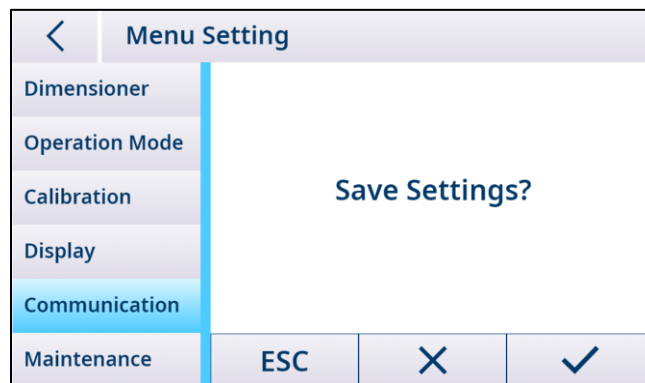 Menu Setting
Dimensioner
Operation Mode
Calibration
Display
Communication
Maintenance
Save Settings?
ESC